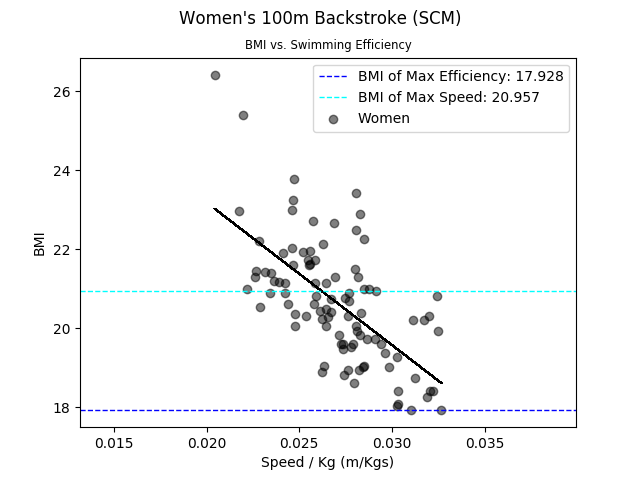 Women's 100m Backstroke (SCM)
BMI vs. Swimming Efficiency
BMI of Max Efficiency: 17.928
BMI of Max Speed: 20.957
Women
BMI
26
24
22
20
18
0.015 0.020 0.025 0.030 0.035
Speed / Kg (m/Kgs)